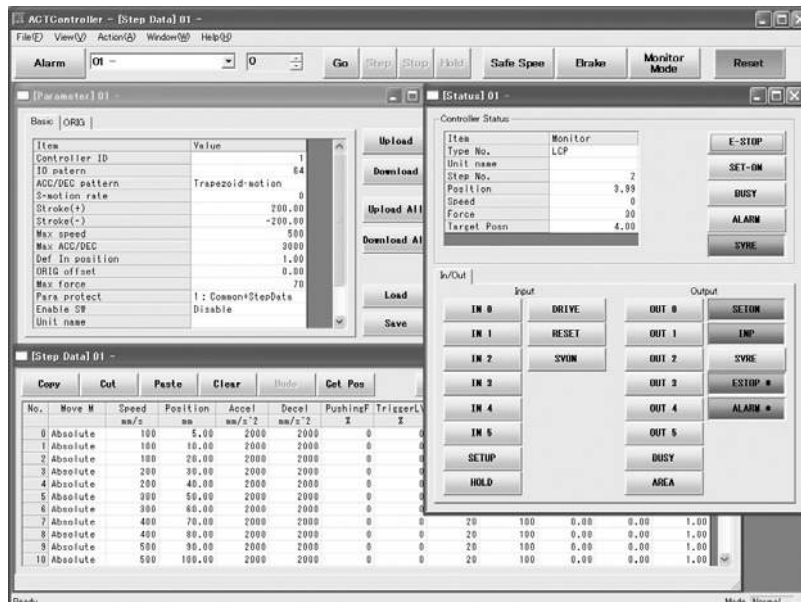 ACTController - [Step Data] 01 -
File(F) View(V) Action(A) Window(W) Help(H)
Alarm 01 - 0 Go Step Stop Hold Safe Spee Brake Monitor Mode Reset
[Parameter] 01 -
Basic ORIG
Item Value
Controller ID 1
IO patern 64
ACC/DEC pattern Trapezoid-motion
S-motion rate 0
Stroke(+) 200.00
Stroke(-) -200.00
Max speed 500
Max ACC/DEC 3000
Def In position 1.00
ORIG offset 0.00
Max force 70
Para protect 1 : Common+StepData
Enable SW Disable
Unit name
Upload
Download
Upload All
Download Al
Load
Save
[Status] 01 -
Controller Status
Item Monitor
Type No. LCP
Unit name
Step No. 2
Position 3.99
Speed 0
Force 30
Target Posn 4.00
E-STOP
SET-ON
BUSY
ALARM
SVRE
In/Out
Input Output
IN 0 DRIVE OUT 0 SETON
IN 1 RESET OUT 1 INP
IN 2 SVON OUT 2 SVRE
IN 3 OUT 3 ESTOP *
IN 4 OUT 4 ALARM *
IN 5 OUT 5
SETUP BUSY
HOLD AREA
[Step Data] 01 -
Copy Cut Paste Clear Undo Get Pos
No. Move M Speed Position Accel Decel PushingF TriggerLV
mm/s mm mm/s^2 mm/s^2 % %
0 Absolute 100 5.00 2000 2000 0 0
1 Absolute 100 10.00 2000 2000 0 0
2 Absolute 100 20.00 2000 2000 0 0
3 Absolute 200 30.00 2000 2000 0 0
4 Absolute 200 40.00 2000 2000 0 0
5 Absolute 300 50.00 2000 2000 0 0
6 Absolute 300 60.00 2000 2000 0 0
7 Absolute 400 70.00 2000 2000 0 0 20 100 0.00 0.00 1.00
8 Absolute 400 80.00 2000 2000 0 0 20 100 0.00 0.00 1.00
9 Absolute 500 90.00 2000 2000 0 0 20 100 0.00 0.00 1.00
10 Absolute 500 100.00 2000 2000 0 0 20 100 0.00 0.00 1.00
Ready Mode Normal